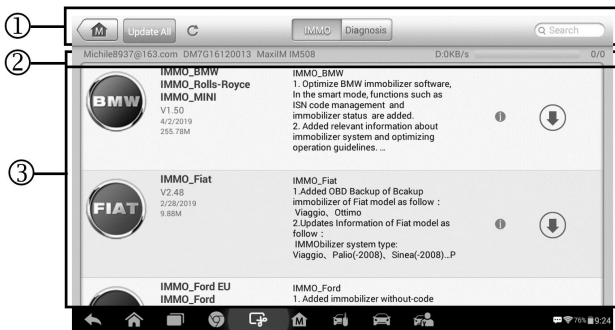 ①
Update All
IMMO Diagnosis
Search
②
Michile8937@163.com DM7G16120013 MaxiIM IM508 D:0KB/s 0/0
③
BMW
IMMO_BMW
IMMO_Rolls-Royce
IMMO_MINI
V1.50
4/2/2019
255.78M
IMMO_BMW
1. Optimize BMW immobilizer software,
In the smart mode, functions such as
ISN code management and
immobilizer status are added.
2. Added relevant information about
immobilizer system and optimizing
operation guidelines. ...
FIAT
IMMO_Fiat
V2.48
2/28/2019
9.88M
IMMO_Fiat
1.Added OBD Backup of Bcakup
immobilizer of Fiat model as follow：
Viaggio、Ottimo
2.Updates Information of Fiat model as
follow：
IMMObilizer system type:
Viaggio、Palio(-2008)、Sinea(-2008)...P
IMMO_Ford EU
IMMO_Ford
IMMO_Ford
1. Added immobilizer without-code
76% 9:24